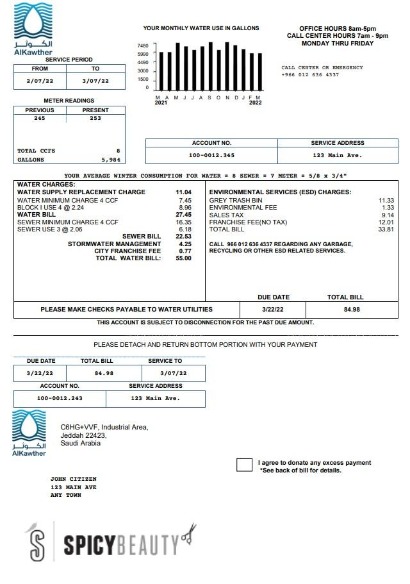 الكوثر
AlKawther
YOUR MONTHLY WATER USE IN GALLONS
7480
6000
4500
3000
1500
0
M A M J J A S O N D J F M
2021 2022
OFFICE HOURS 8am-5pm
CALL CENTER HOURS 7am - 9pm
MONDAY THRU FRIDAY
CALL CENTER OR EMERGENCY
+966 012 636 4337
SERVICE PERIOD
FROM TO
2/07/22 3/07/22
METER READINGS
PREVIOUS PRESENT
245 253
TOTAL CCFS 8
GALLONS 5,984
ACCOUNT NO. SERVICE ADDRESS
100-0012.345 123 Main Ave.
YOUR AVERAGE WINTER CONSUMPTION FOR WATER = 8 SEWER = 7 METER = 5/8 x 3/4"
WATER CHARGES:
WATER SUPPLY REPLACEMENT CHARGE 11.04
WATER MINIMUM CHARGE 4 CCF 7.45
BLOCK I USE 4 @ 2.24 8.96
WATER BILL 27.45
SEWER MINIMUM CHARGE 4 CCF 16.35
SEWER USE 3 @ 2.06 6.18
SEWER BILL 22.53
STORMWATER MANAGEMENT 4.25
CITY FRANCHISE FEE 0.77
TOTAL WATER BILL: 55.00
ENVIRONMENTAL SERVICES (ESD) CHARGES:
GREY TRASH BIN 11.33
ENVIRONMENTAL FEE 1.33
SALES TAX 9.14
FRANCHISE FEE(NO TAX) 12.01
TOTAL BILL 33.81
CALL 966 012 636 4337 REGARDING ANY GARBAGE,
RECYCLING OR OTHER ESD RELATED SERVICES.
DUE DATE TOTAL BILL
PLEASE MAKE CHECKS PAYABLE TO WATER UTILITIES 3/22/22 84.98
THIS ACCOUNT IS SUBJECT TO DISCONNECTION FOR THE PAST DUE AMOUNT.
PLEASE DETACH AND RETURN BOTTOM PORTION WITH YOUR PAYMENT
DUE DATE TOTAL BILL SERVICE TO
3/22/22 84.98 3/07/22
ACCOUNT NO. SERVICE ADDRESS
100-0012.243 123 Main Ave.
الكوثر
AlKawther
C6HG+VVF, Industrial Area,
Jeddah 22423,
Saudi Arabia
I agree to donate any excess payment
*See back of bill for details.
JOHN CITIZEN
123 MAIN AVE
ANY TOWN
S SPICYBEAUTY